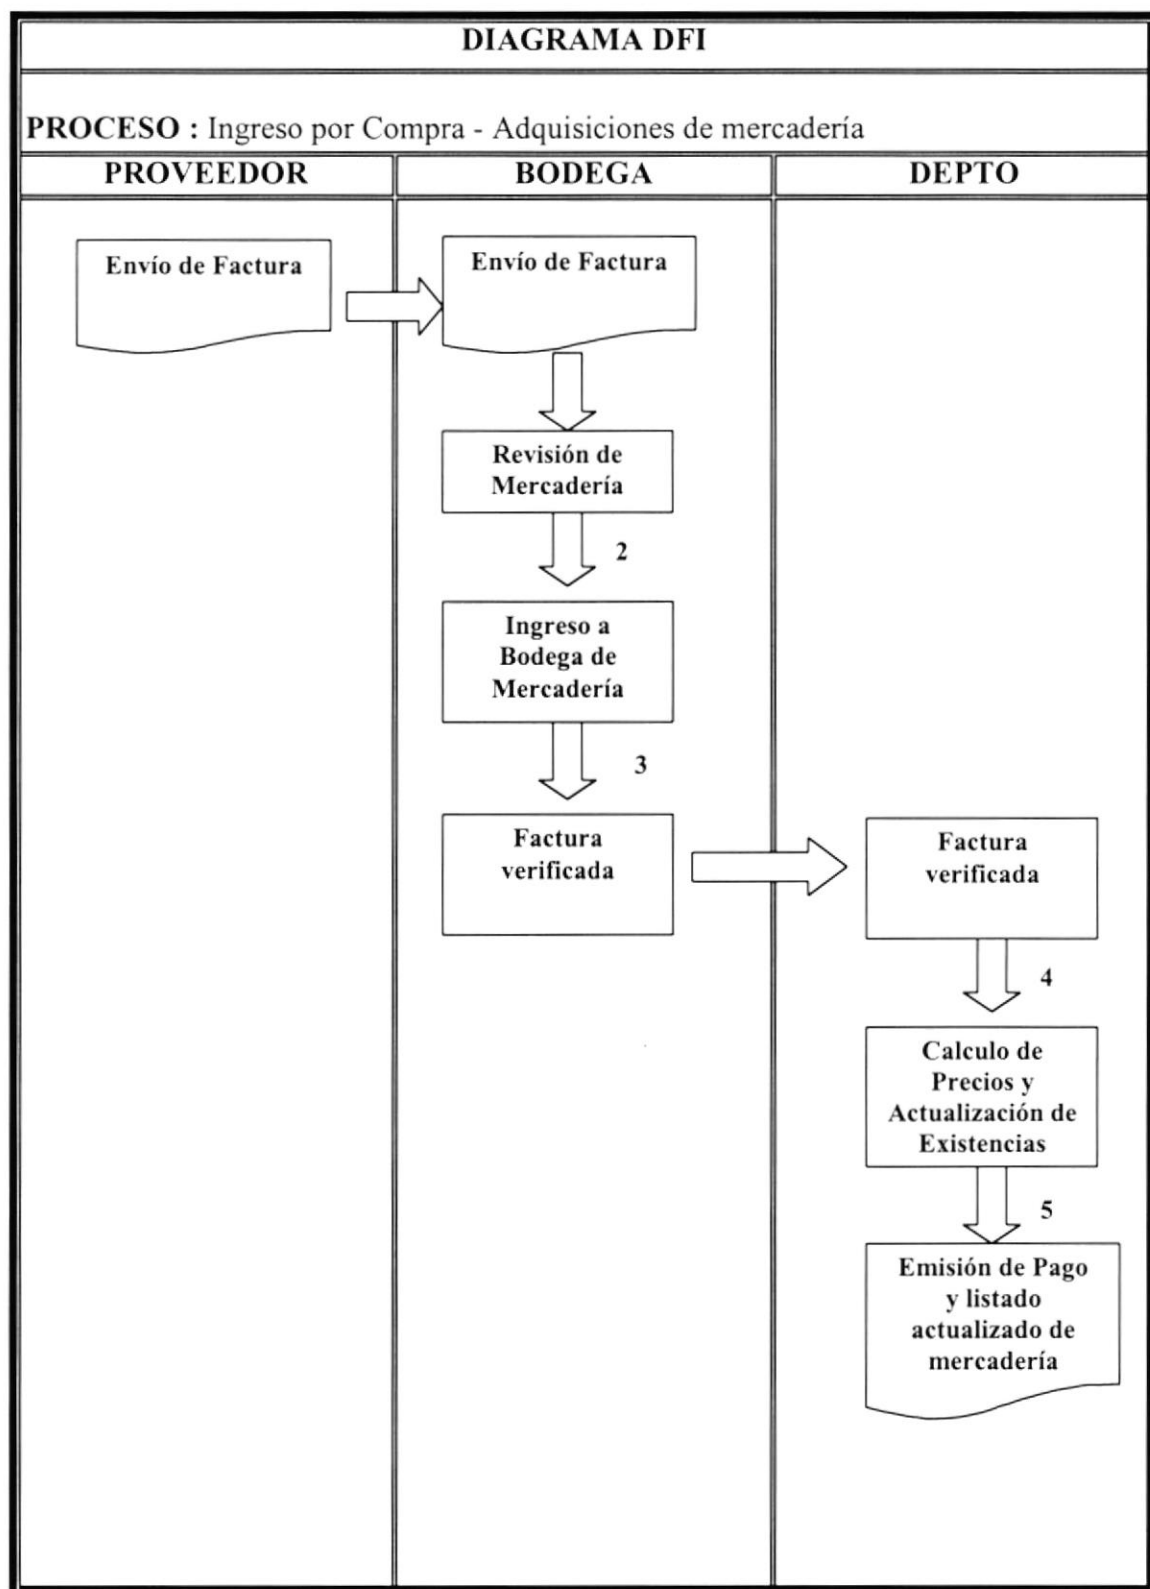 DIAGRAMA DFI
PROCESO : Ingreso por Compra - Adquisiciones de mercadería
PROVEEDOR
BODEGA
DEPTO
Envío de Factura
Envío de Factura
Revisión de
Mercadería
2
Ingreso a
Bodega de
Mercadería
3
Factura
verificada
Factura
verificada
4
Calculo de
Precios y
Actualización de
Existencias
5
Emisión de Pago
y listado
actualizado de
mercadería